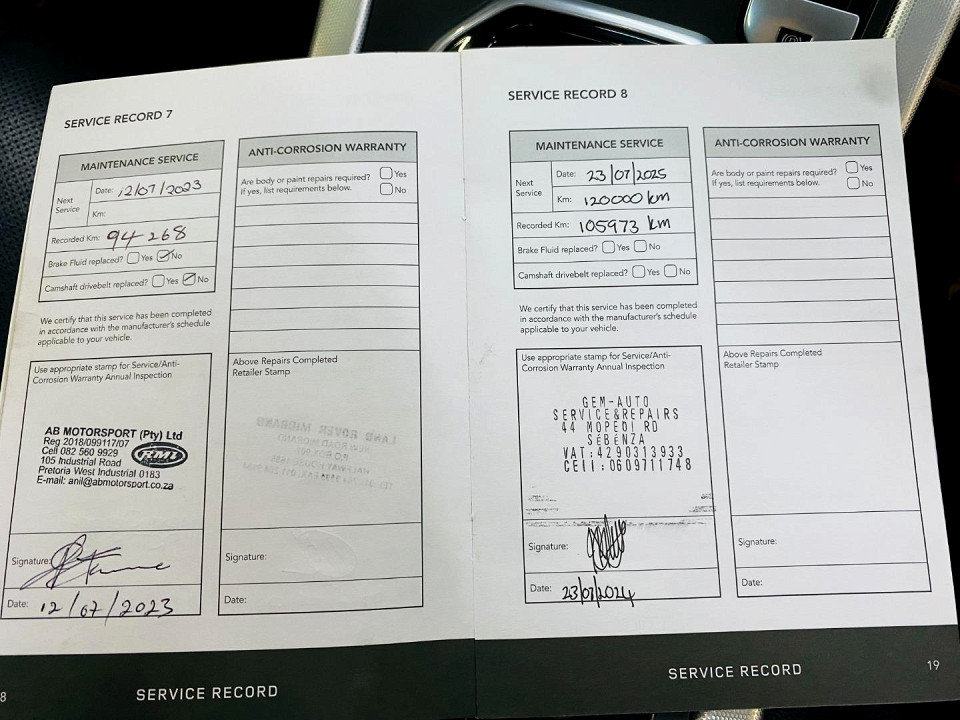 SERVICE RECORD 7
MAINTENANCE SERVICE
Next
Service
Date: 12/07/2023
Km:
Recorded Km: 94 268
Brake Fluid replaced? Yes No
Camshaft drivebelt replaced? Yes No
We certify that this service has been completed
in accordance with the manufacturer's schedule
applicable to your vehicle.
Use appropriate stamp for Service/Anti-
Corrosion Warranty Annual Inspection
AB MOTORSPORT (Pty) Ltd
Reg 2018/099117/07
Cell 082 560 9929
105 Industrial Road
Pretoria West Industrial 0183
E-mail: anil@abmotorsport.co.za
RMI
Signature:
Date: 12/07/2023
ANTI-CORROSION WARRANTY
Are body or paint repairs required?
If yes, list requirements below.
Yes
No
Above Repairs Completed
Retailer Stamp
LAND ROVER MIDRAND
Signature:
Date:
8
SERVICE RECORD
SERVICE RECORD 8
MAINTENANCE SERVICE
Next
Service
Date: 23/07/2025
Km: 120000 km
Recorded Km: 105973 km
Brake Fluid replaced? Yes No
Camshaft drivebelt replaced? Yes No
We certify that this service has been completed
in accordance with the manufacturer's schedule
applicable to your vehicle.
Use appropriate stamp for Service/Anti-
Corrosion Warranty Annual Inspection
GEM-AUTO
SERVICE&REPAIRS
44 MOPEDI RD
SéBéNZA
VAT:4290313933
CEll:0609711748
Signature:
Date: 23/07/2024
ANTI-CORROSION WARRANTY
Are body or paint repairs required?
If yes, list requirements below.
Yes
No
Above Repairs Completed
Retailer Stamp
Signature:
Date:
SERVICE RECORD
19